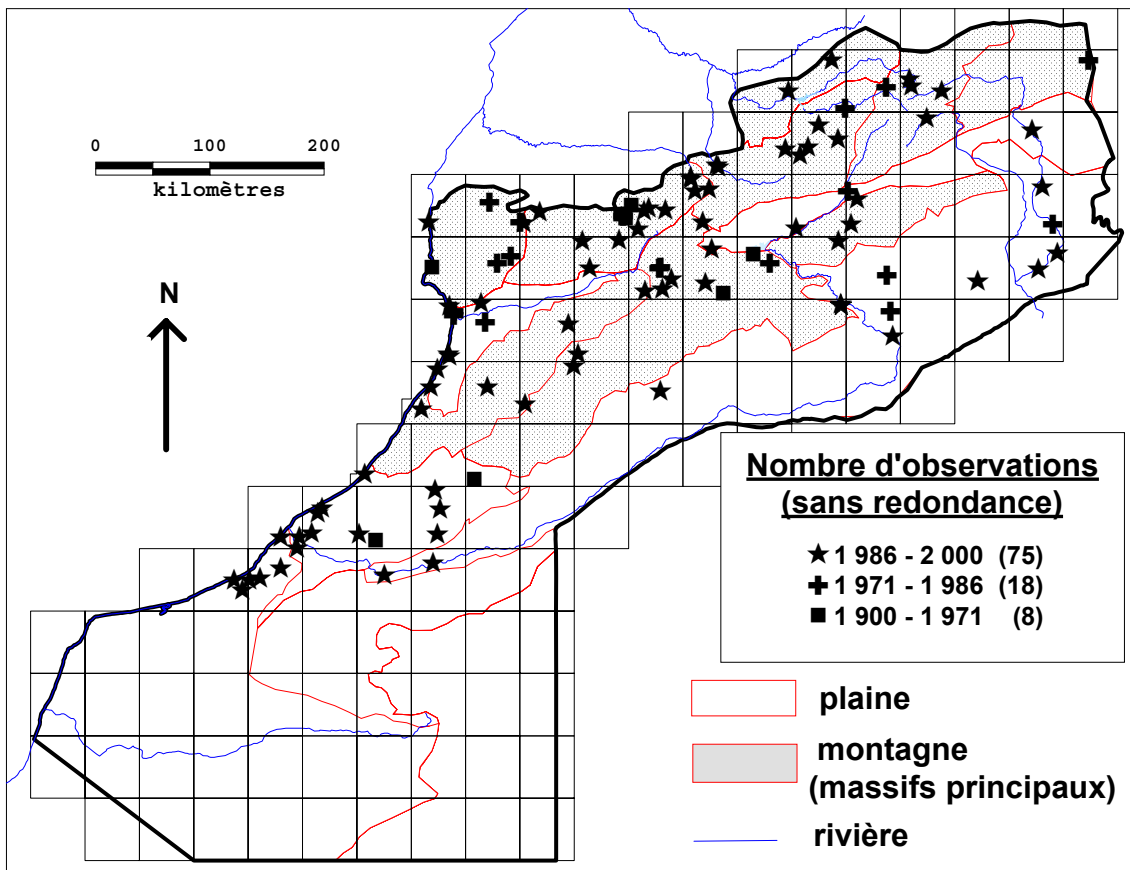 0 100 200
kilomètres
N
Nombre d'observations
(sans redondance)
1 986 - 2 000 (75)
1 971 - 1 986 (18)
1 900 - 1 971 (8)
plaine
montagne
(massifs principaux)
rivière